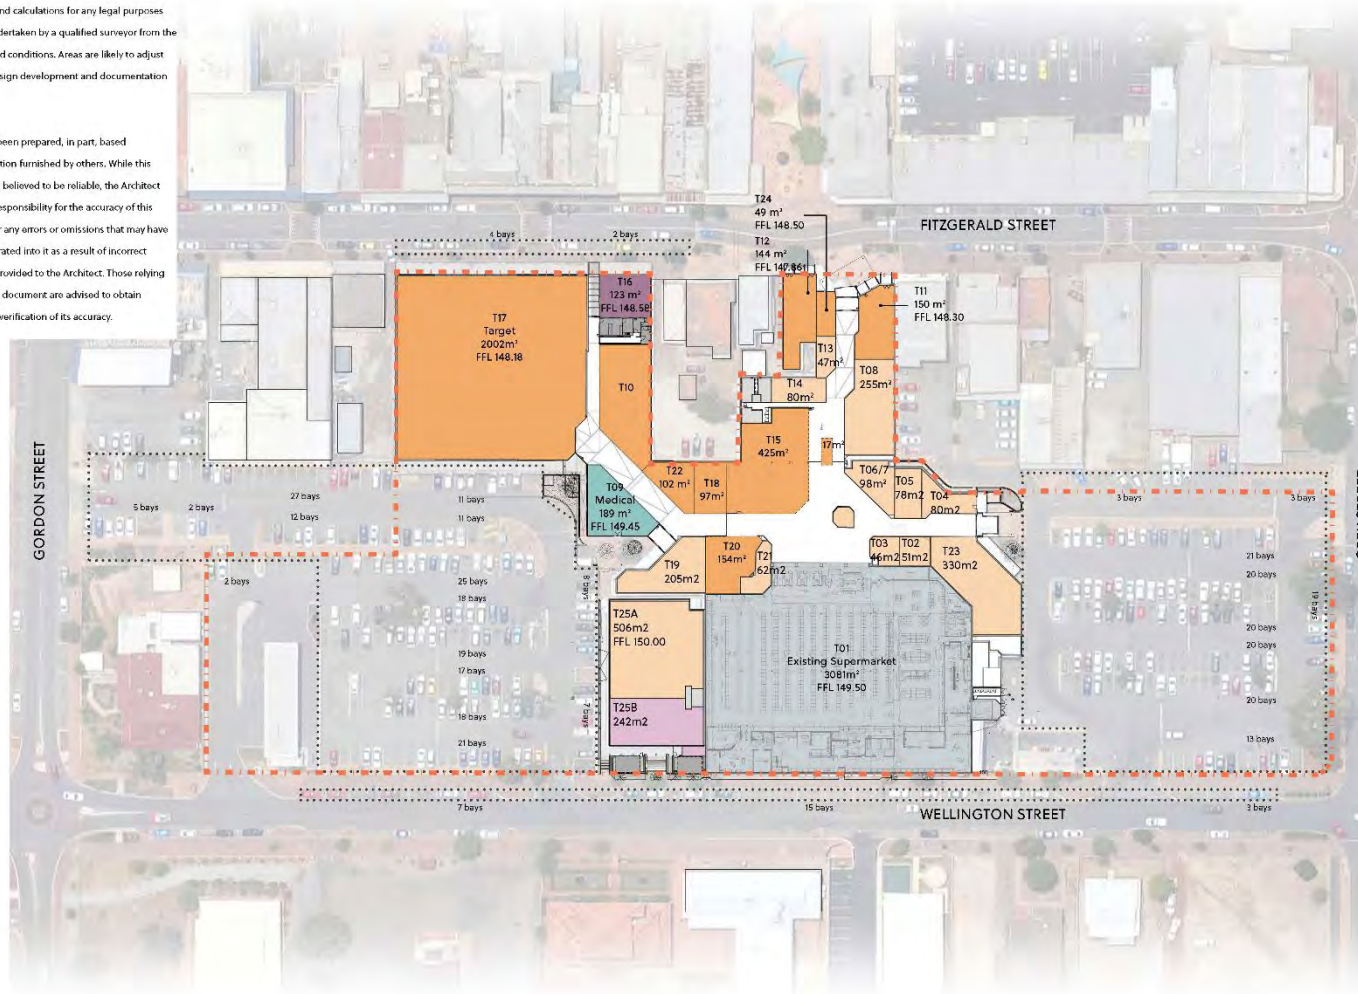 nd calculations for any legal purposes
dertaken by a qualified surveyor from the
d conditions. Areas are likely to adjust
sign development and documentation
been prepared, in part, based
tion furnished by others. While this
believed to be reliable, the Architect
esponsibility for the accuracy of this
r any errors or omissions that may have
rated into it as a result of incorrect
rovided to the Architect. Those relying
document are advised to obtain
verification of its accuracy.
FITZGERALD STREET
GORDON STREET
WELLINGTON STREET
4 bays
2 bays
T24
49 m²
FFL 148.50
T12
144 m²
T11
150 m²
FFL 148.30
T16
123 m²
FFL 148.58
T17
Target
2002m²
FFL 148.18
T10
T13
47m²
T08
255m²
T14
80m²
T15
425m²
17m²
T22
102 m²
T18
97m²
T06/7
98m²
T05
78m2
T04
80m2
T09
Medical
189 m²
FFL 149.45
T20
154m²
T21
62m2
T19
205m2
T03
46m2
T02
51m2
T23
330m2
T25A
506m2
FFL 150.00
T25B
242m2
T01
Existing Supermarket
3081m²
FFL 149.50
27 bays
5 bays
2 bays
12 bays
11 bays
11 bays
2 bays
25 bays
18 bays
19 bays
17 bays
18 bays
21 bays
8 bays
7 bays
3 bays
3 bays
21 bays
20 bays
19 bays
20 bays
20 bays
20 bays
13 bays
7 bays
15 bays
3 bays